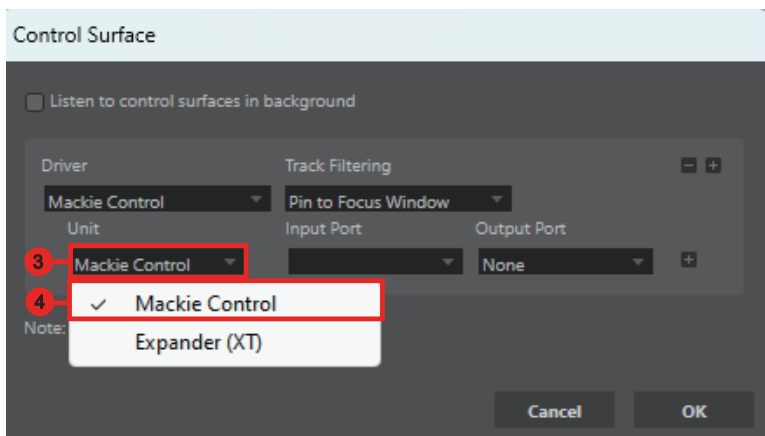 Control Surface
Listen to control surfaces in background
Driver Track Filtering
Mackie Control Pin to Focus Window
Unit Input Port Output Port
3 Mackie Control None
4 ✓ Mackie Control
Note:
Expander (XT)
Cancel OK